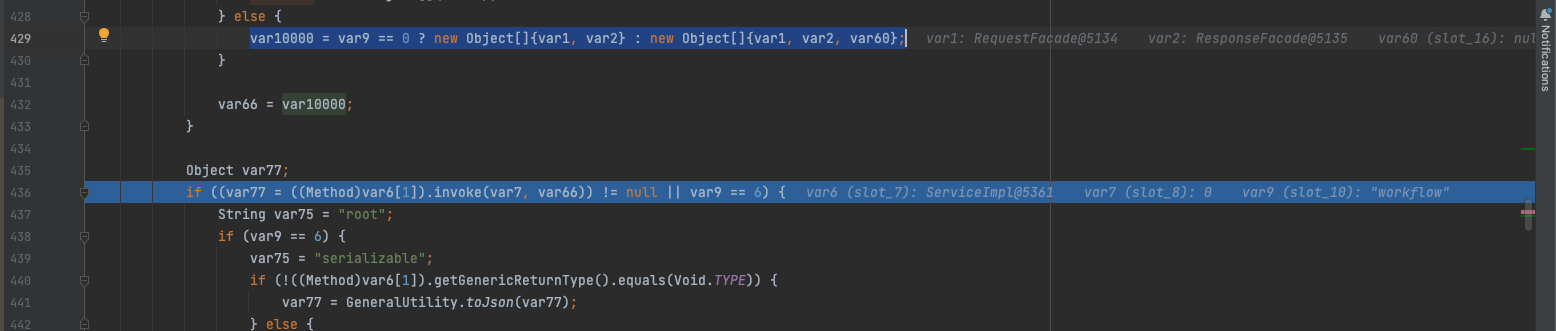 428 } else {
429 var10000 = var9 == 0 ? new Object[]{var1, var2} : new Object[]{var1, var2, var60}; var1: RequestFacade@5134 var2: ResponseFacade@5135 var60 (slot_16): nul
430 }
431
432 var66 = var10000;
433 }
434
435 Object var77;
436 if ((var77 = ((Method)var6[1]).invoke(var7, var66)) != null || var9 == 6) { var6 (slot_7): ServiceImpl@5361 var7 (slot_8): 0 var9 (slot_10): "workflow"
437 String var75 = "root";
438 if (var9 == 6) {
439 var75 = "serializable";
440 if (!((Method)var6[1]).getGenericReturnType().equals(Void.TYPE)) {
441 var77 = GeneralUtility.toJson(var77);
442 } else {
Notifications